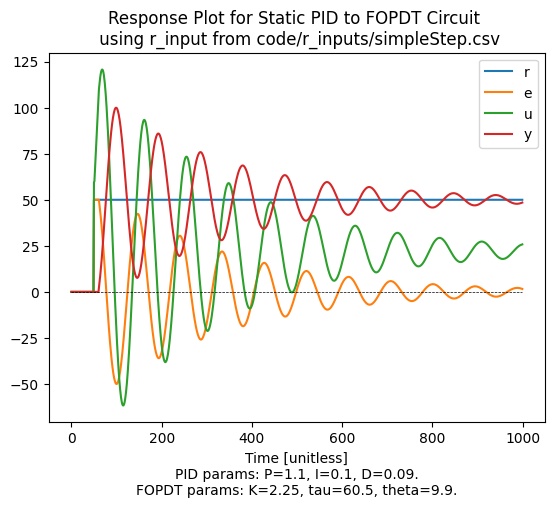 Response Plot for Static PID to FOPDT Circuit
using r_input from code/r_inputs/simpleStep.csv
r
e
u
y
125
100
75
50
25
0
−25
−50
0
200
400
600
800
1000
Time [unitless]
PID params: P=1.1, I=0.1, D=0.09.
FOPDT params: K=2.25, tau=60.5, theta=9.9.